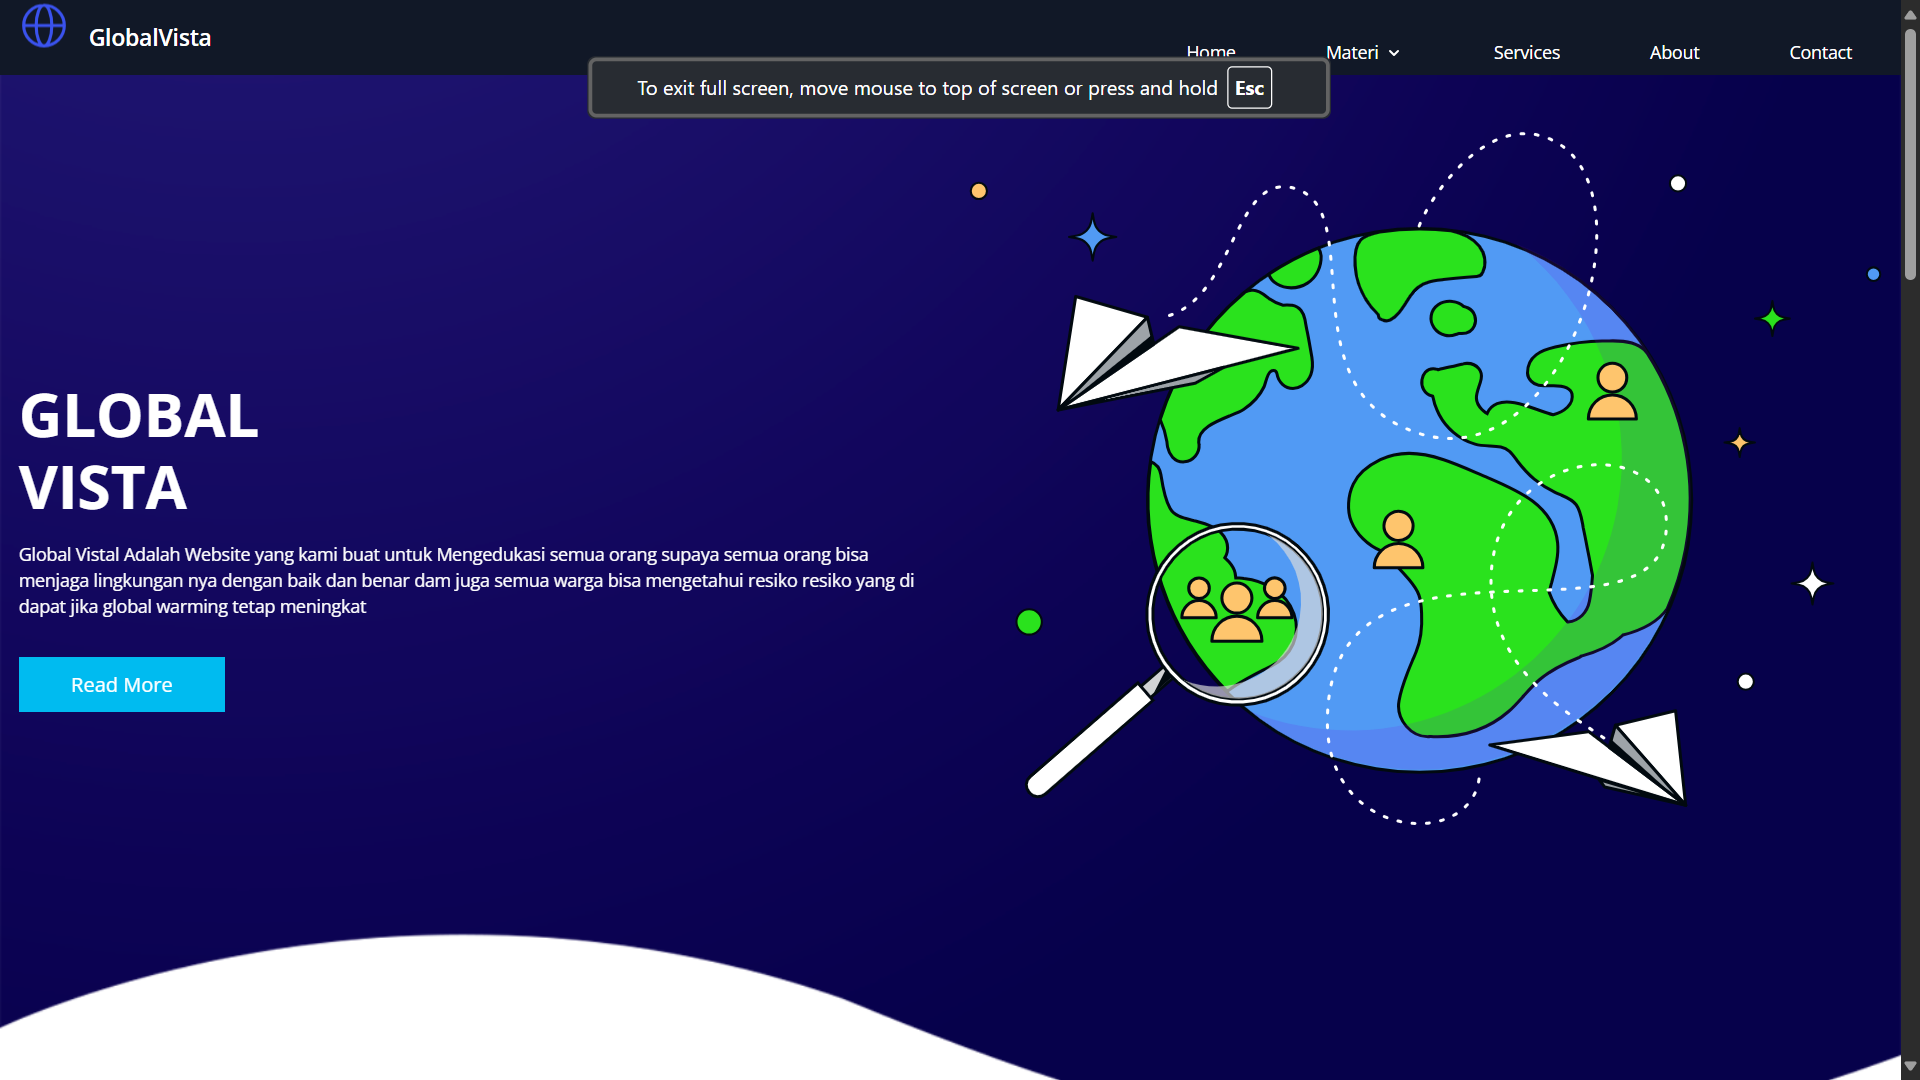 GlobalVista
Home
Materi
Services
About
Contact
To exit full screen, move mouse to top of screen or press and hold Esc
GLOBAL
VISTA
Global Vistal Adalah Website yang kami buat untuk Mengedukasi semua orang supaya semua orang bisa
menjaga lingkungan nya dengan baik dan benar dam juga semua warga bisa mengetahui resiko resiko yang di
dapat jika global warming tetap meningkat
Read More